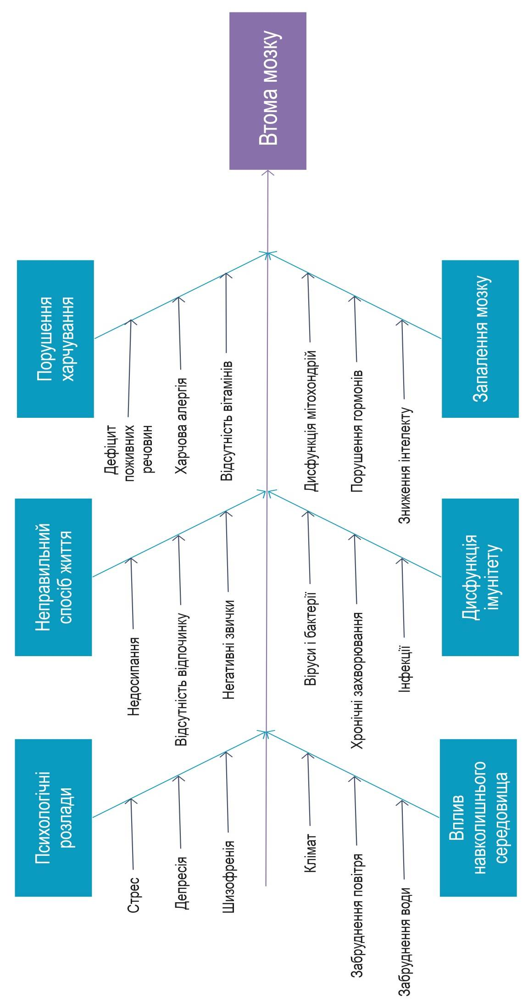 Втома мозку
Психологічні
розлади
Стрес
Депресія
Шизофренія
Неправильний
спосіб життя
Недосипання
Відсутність відпочинку
Негативні звички
Порушення
харчування
Дефіцит
поживних
речовин
Харчова алергія
Відсутність вітамінів
Клімат
Забруднення повітря
Забруднення води
Вплив
навколишнього
середовища
Віруси і бактерії
Хронічні захворювання
Інфекції
Дисфункція
імунітету
Дисфункція мітохондрій
Порушення гормонів
Зниження інтелекту
Запалення мозку